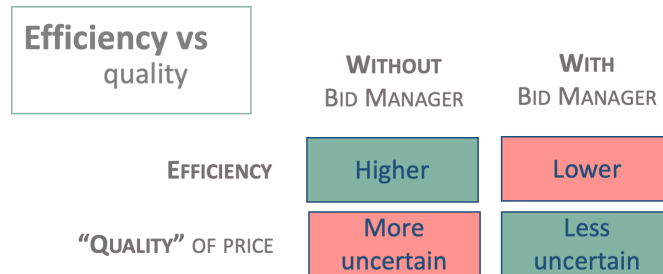 Efficiency vs
quality
WITHOUT
BID MANAGER
WITH
BID MANAGER
EFFICIENCY
Higher
Lower
“QUALITY” OF PRICE
More
uncertain
Less
uncertain